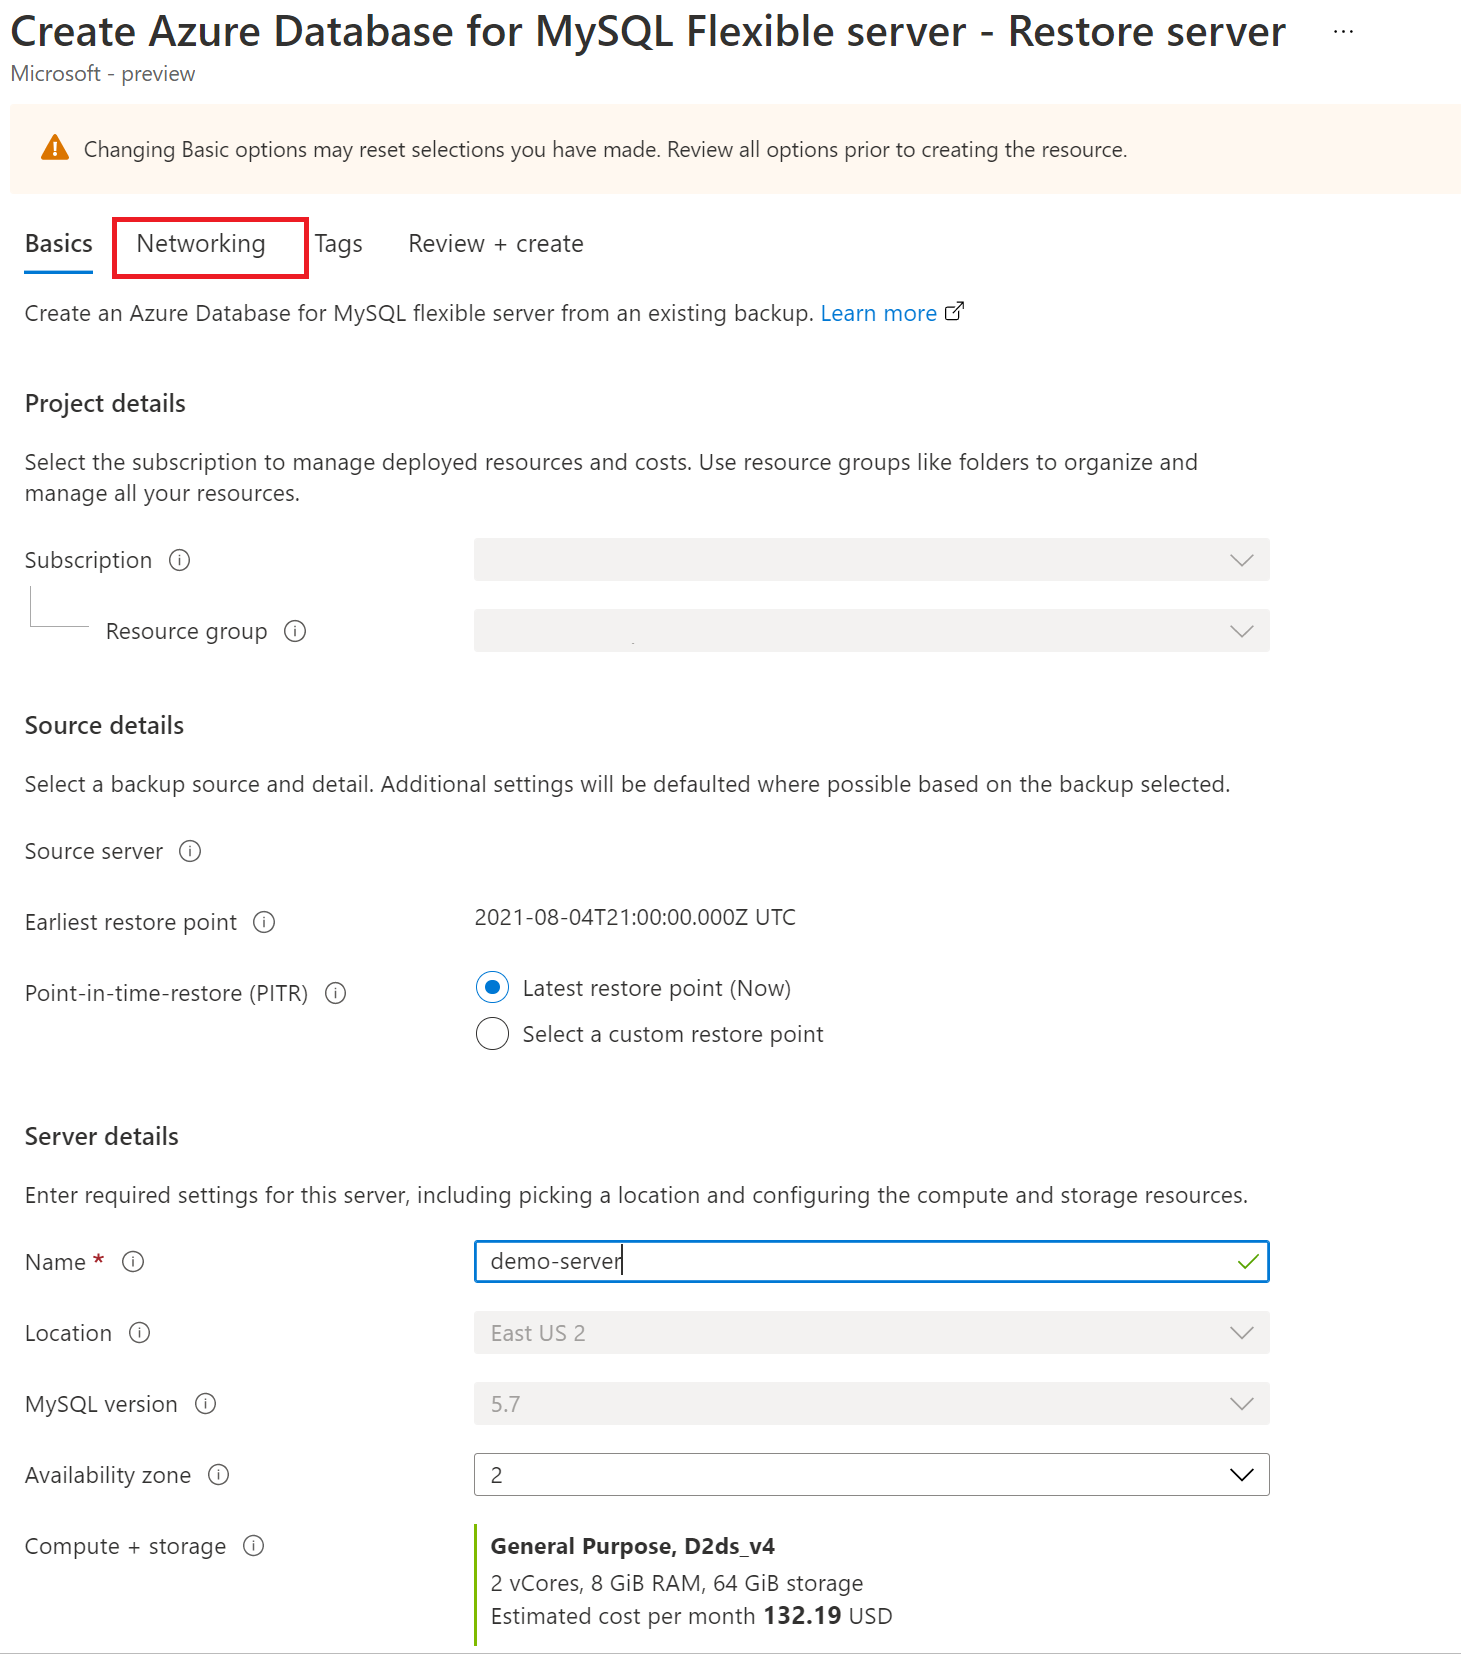 Create Azure Database for MySQL Flexible server - Restore server ...
Microsoft - preview
Changing Basic options may reset selections you have made. Review all options prior to creating the resource.
Basics Networking Tags Review + create
Create an Azure Database for MySQL flexible server from an existing backup. Learn more
Project details
Select the subscription to manage deployed resources and costs. Use resource groups like folders to organize and
manage all your resources.
Subscription
Resource group
Source details
Select a backup source and detail. Additional settings will be defaulted where possible based on the backup selected.
Source server
Earliest restore point 2021-08-04T21:00:00.000Z UTC
Point-in-time-restore (PITR) Latest restore point (Now)
Select a custom restore point
Server details
Enter required settings for this server, including picking a location and configuring the compute and storage resources.
Name * demo-server
Location East US 2
MySQL version 5.7
Availability zone 2
Compute + storage General Purpose, D2ds_v4
2 vCores, 8 GiB RAM, 64 GiB storage
Estimated cost per month 132.19 USD